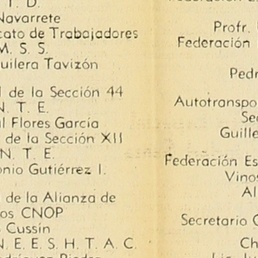 T. D.
Navarrete
cato de Trabajadores
M. S. S.
uilera Tavizón
l de la Sección 44
N. T. E.
l Flores García
de la Sección XII
N. T. E.
onio Gutiérrez I.
de la Alianza de
os CNOP
Cussin
N. E. E. S. H. T. A. C.
Profr.
Federación
Pedr
Autotranspo
Se
Guille
Federación Es
Vinos
Al
Secretario G
Ch